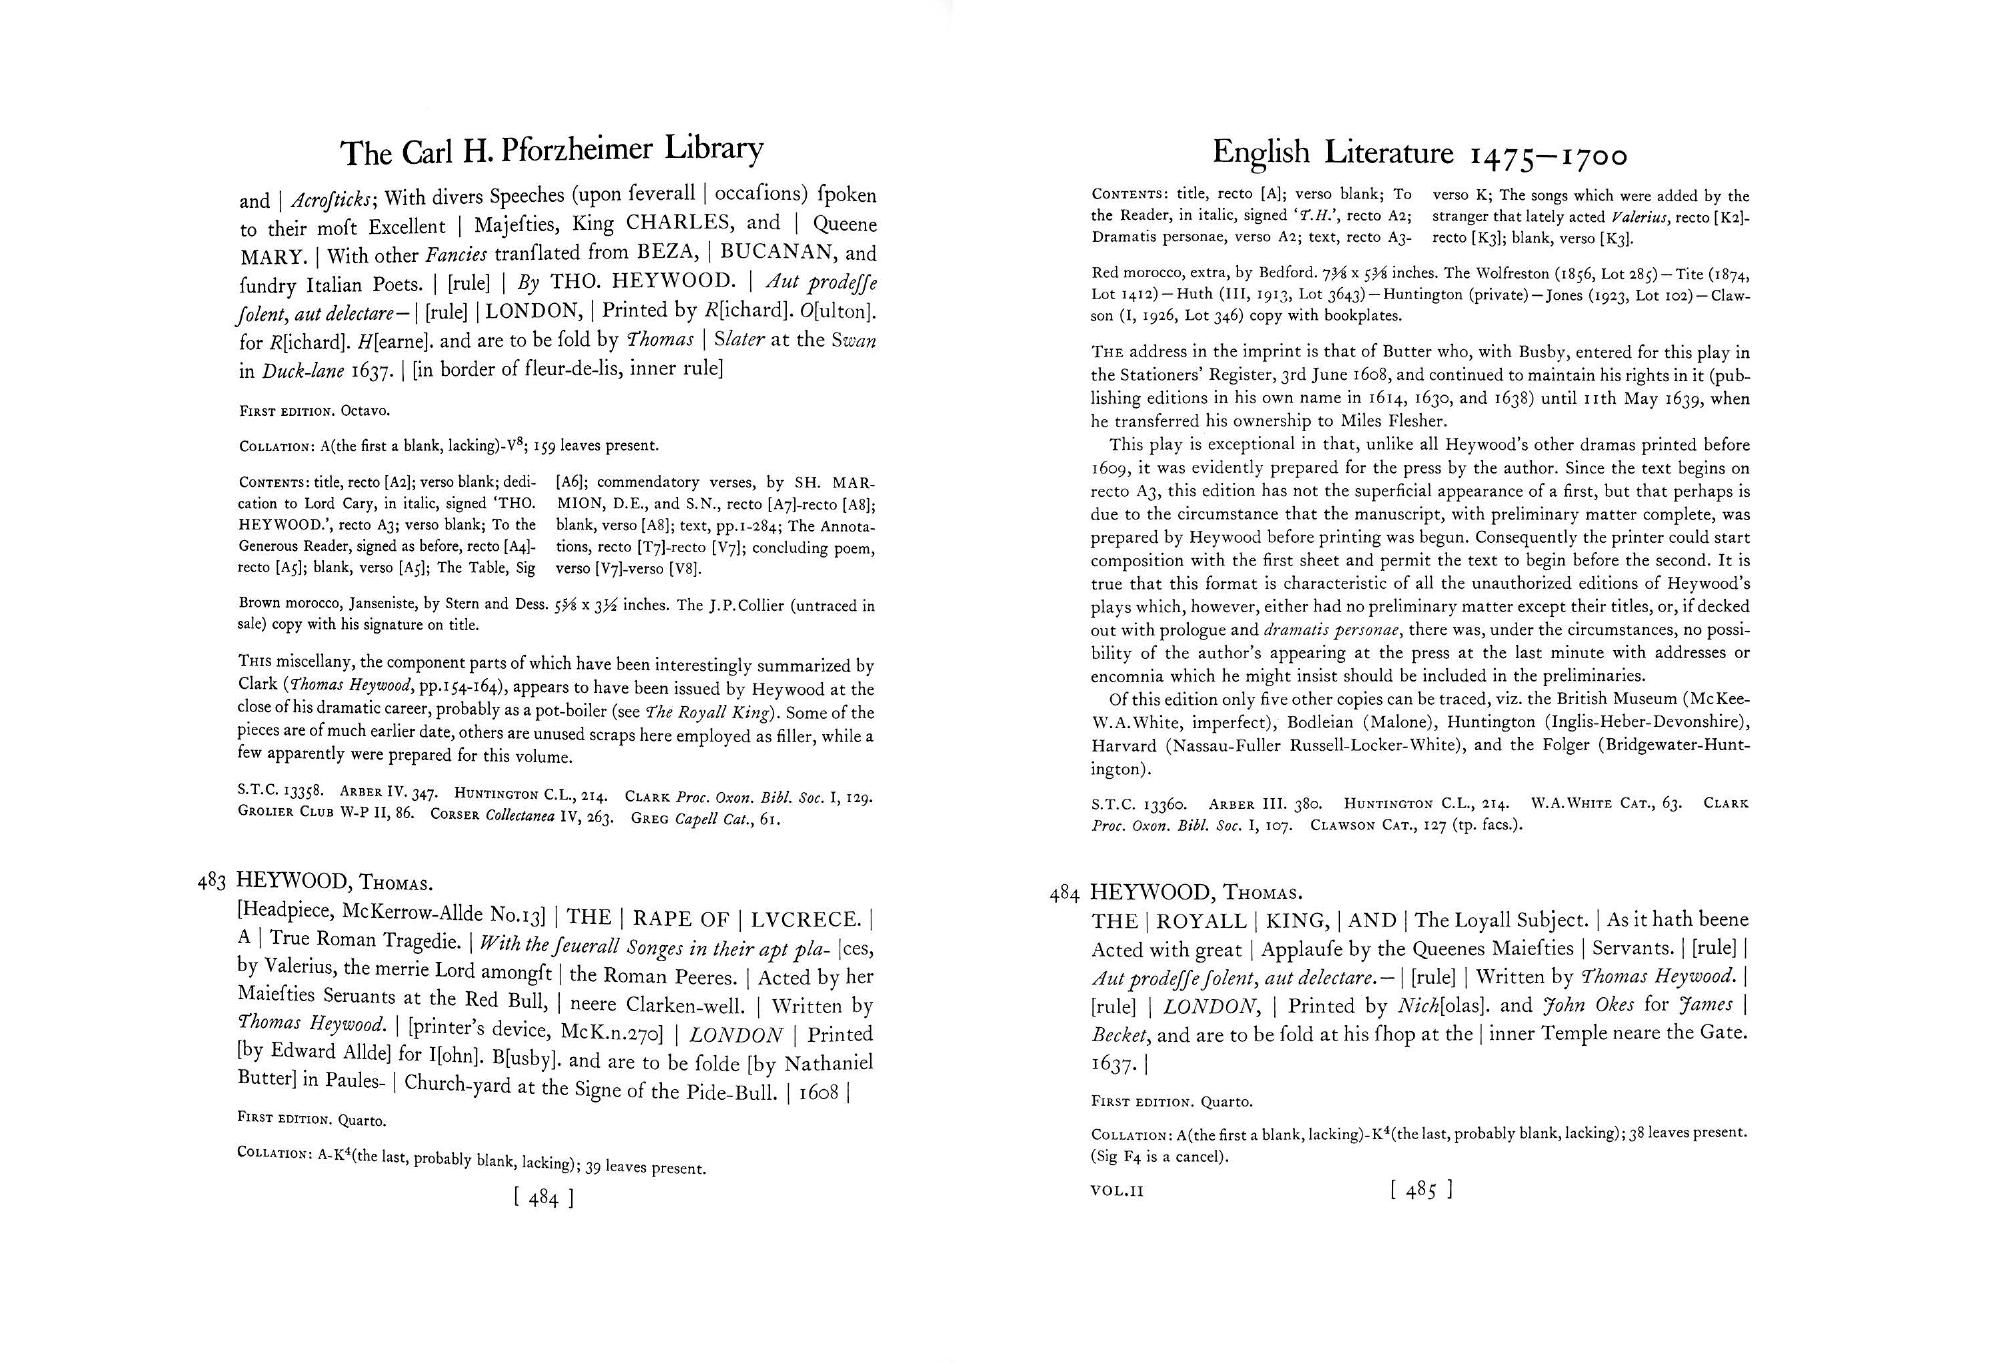 The Carl H. Pforzheimer Library
and | Acroſticks; With divers Speeches (upon ſeverall | occaſions) ſpoken
to their moſt Excellent | Majeſties, King CHARLES, and | Queene
MARY. | With other Fancies tranſlated from BEZA, | BUCANAN, and
ſundry Italian Poets. | [rule] | By THO. HEYWOOD. | Aut prodeſſe
ſolent, aut delectare— | [rule] | LONDON, | Printed by R[ichard]. O[ulton].
for R[ichard]. H[earne]. and are to be ſold by Thomas | Slater at the Swan
in Duck-lane 1637. | [in border of fleur-de-lis, inner rule]
FIRST EDITION. Octavo.
COLLATION: A(the first a blank, lacking)-V⁸; 159 leaves present.
CONTENTS: title, recto [A2]; verso blank; dedi-
cation to Lord Cary, in italic, signed ‘THO.
HEYWOOD.’, recto A3; verso blank; To the
Generous Reader, signed as before, recto [A4]-
recto [A5]; blank, verso [A5]; The Table, Sig
[A6]; commendatory verses, by SH. MAR-
MION, D.E., and S.N., recto [A7]-recto [A8];
blank, verso [A8]; text, pp.1-284; The Annota-
tions, recto [T7]-recto [V7]; concluding poem,
verso [V7]-verso [V8].
Brown morocco, Janseniste, by Stern and Dess. 5⅝ x 3½ inches. The J.P.Collier (untraced in
sale) copy with his signature on title.
THIS miscellany, the component parts of which have been interestingly summarized by
Clark (Thomas Heywood, pp.154-164), appears to have been issued by Heywood at the
close of his dramatic career, probably as a pot-boiler (see The Royall King). Some of the
pieces are of much earlier date, others are unused scraps here employed as filler, while a
few apparently were prepared for this volume.
S.T.C. 13358. ARBER IV. 347. HUNTINGTON C.L., 214. CLARK Proc. Oxon. Bibl. Soc. I, 129.
GROLIER CLUB W-P II, 86. CORSER Collectanea IV, 263. GREG Capell Cat., 61.
483 HEYWOOD, THOMAS.
[Headpiece, McKerrow-Allde No.13] | THE | RAPE OF | LVCRECE. |
A | True Roman Tragedie. | With the ſeuerall Songes in their apt pla- |ces,
by Valerius, the merrie Lord amongſt | the Roman Peeres. | Acted by her
Maieſties Seruants at the Red Bull, | neere Clarken-well. | Written by
Thomas Heywood. | [printer’s device, McK.n.270] | LONDON | Printed
[by Edward Allde] for I[ohn]. B[usby]. and are to be ſolde [by Nathaniel
Butter] in Paules- | Church-yard at the Signe of the Pide-Bull. | 1608 |
FIRST EDITION. Quarto.
COLLATION: A-K⁴(the last, probably blank, lacking); 39 leaves present.
[ 484 ]
English Literature 1475—1700
CONTENTS: title, recto [A]; verso blank; To
the Reader, in italic, signed ‘T.H.’, recto A2;
Dramatis personae, verso A2; text, recto A3-
verso K; The songs which were added by the
stranger that lately acted Valerius, recto [K2]-
recto [K3]; blank, verso [K3].
Red morocco, extra, by Bedford. 7⅜ x 5⅜ inches. The Wolfreston (1856, Lot 285)—Tite (1874,
Lot 1412)—Huth (III, 1913, Lot 3643)—Huntington (private)—Jones (1923, Lot 102)—Claw-
son (I, 1926, Lot 346) copy with bookplates.
THE address in the imprint is that of Butter who, with Busby, entered for this play in
the Stationers’ Register, 3rd June 1608, and continued to maintain his rights in it (pub-
lishing editions in his own name in 1614, 1630, and 1638) until 11th May 1639, when
he transferred his ownership to Miles Flesher.
This play is exceptional in that, unlike all Heywood’s other dramas printed before
1609, it was evidently prepared for the press by the author. Since the text begins on
recto A3, this edition has not the superficial appearance of a first, but that perhaps is
due to the circumstance that the manuscript, with preliminary matter complete, was
prepared by Heywood before printing was begun. Consequently the printer could start
composition with the first sheet and permit the text to begin before the second. It is
true that this format is characteristic of all the unauthorized editions of Heywood’s
plays which, however, either had no preliminary matter except their titles, or, if decked
out with prologue and dramatis personae, there was, under the circumstances, no possi-
bility of the author’s appearing at the press at the last minute with addresses or
encomnia which he might insist should be included in the preliminaries.
Of this edition only five other copies can be traced, viz. the British Museum (McKee-
W.A.White, imperfect), Bodleian (Malone), Huntington (Inglis-Heber-Devonshire),
Harvard (Nassau-Fuller Russell-Locker-White), and the Folger (Bridgewater-Hunt-
ington).
S.T.C. 13360. ARBER III. 380. HUNTINGTON C.L., 214. W.A.WHITE CAT., 63. CLARK
Proc. Oxon. Bibl. Soc. I, 107. CLAWSON CAT., 127 (tp. facs.).
484 HEYWOOD, THOMAS.
THE | ROYALL | KING, | AND | The Loyall Subject. | As it hath beene
Acted with great | Applauſe by the Queenes Maieſties | Servants. | [rule] |
Aut prodeſſe ſolent, aut delectare.— | [rule] | Written by Thomas Heywood. |
[rule] | LONDON, | Printed by Nich[olas]. and John Okes for James |
Becket, and are to be ſold at his ſhop at the | inner Temple neare the Gate.
1637. |
FIRST EDITION. Quarto.
COLLATION: A(the first a blank, lacking)-K⁴(the last, probably blank, lacking); 38 leaves present.
(Sig F4 is a cancel).
VOL.II
[ 485 ]